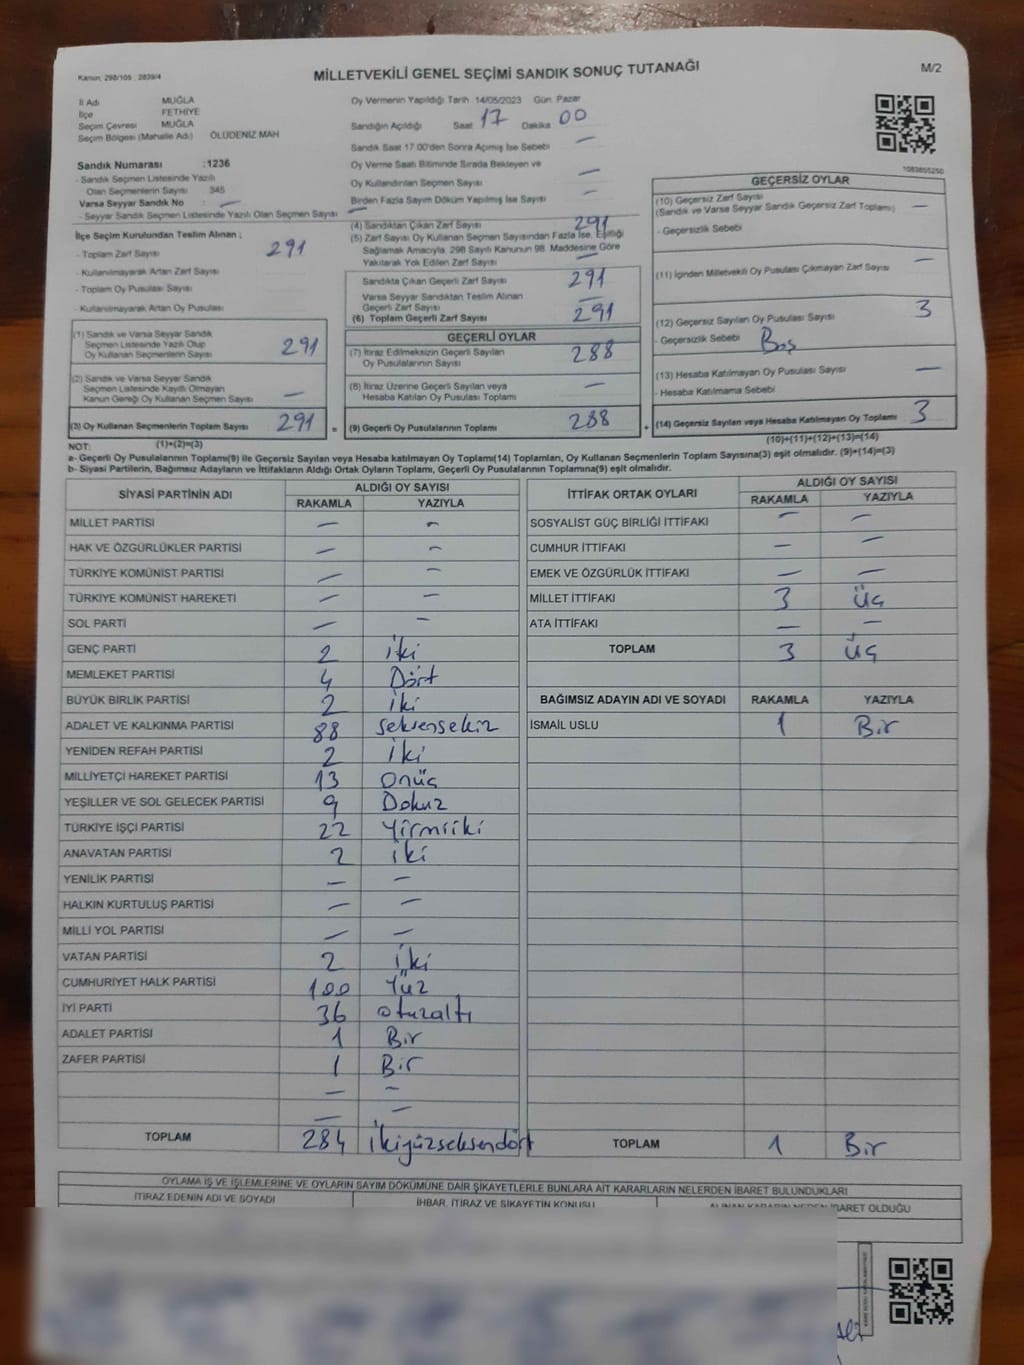 Kanun; 298/105 , 2839/4
MİLLETVEKİLİ GENEL SEÇİMİ SANDIK SONUÇ TUTANAĞI
M/2
İl Adı MUĞLA
İlçe FETHİYE
Seçim Çevresi MUĞLA
Seçim Bölgesi (Mahalle Adı) ÖLÜDENİZ MAH
Sandık Numarası :1236
- Sandık Seçmen Listesinde Yazılı
Olan Seçmenlerin Sayısı 345
Varsa Seyyar Sandık No : —
- Seyyar Sandık Seçmen Listesinde Yazılı Olan Seçmen Sayısı —
İlçe Seçim Kurulundan Teslim Alınan ;
- Toplam Zarf Sayısı 291
- Kullanılmayarak Artan Zarf Sayısı
- Toplam Oy Pusulası Sayısı
- Kullanılmayarak Artan Oy Pusulası
(1) Sandık ve Varsa Seyyar Sandık
Seçmen Listesinde Yazılı Olup
Oy Kullanan Seçmenlerin Sayısı 291
(2) Sandık ve Varsa Seyyar Sandık
Seçmen Listesinde Kayıtlı Olmayan
Kanun Gereği Oy Kullanan Seçmen Sayısı —
(3) Oy Kullanan Seçmenlerin Toplam Sayısı 291
(1)+(2)=(3)
Oy Vermenin Yapıldığı Tarih : 14/05/2023 Gün: Pazar
Sandığın Açıldığı Saat 17 Dakika 00
Sandık Saat 17:00'den Sonra Açılmış İse Sebebi —
Oy Verme Saati Bitiminde Sırada Bekleyen ve
Oy Kullandırılan Seçmen Sayısı —
Birden Fazla Sayım Döküm Yapılmış İse Sayısı —
(4) Sandıktan Çıkan Zarf Sayısı 291
(5) Zarf Sayısı Oy Kullanan Seçmen Sayısından Fazla İse, Eşitliği
Sağlamak Amacıyla, 298 Sayılı Kanunun 98. Maddesine Göre
Yakılarak Yok Edilen Zarf Sayısı —
Sandıkta Çıkan Geçerli Zarf Sayısı 291
Varsa Seyyar Sandıktan Teslim Alınan
Geçerli Zarf Sayısı —
(6) Toplam Geçerli Zarf Sayısı 291
GEÇERLİ OYLAR
(7) İtiraz Edilmeksizin Geçerli Sayılan
Oy Pusulalarının Sayısı 288
(8) İtiraz Üzerine Geçerli Sayılan veya
Hesaba Katılan Oy Pusulası Toplamı —
= (9) Geçerli Oy Pusulalarının Toplamı 288
1083855250
GEÇERSİZ OYLAR
(10) Geçersiz Zarf Sayısı
(Sandık ve Varsa Seyyar Sandık Geçersiz Zarf Toplamı) —
- Geçersizlik Sebebi
(11) İçinden Milletvekili Oy Pusulası Çıkmayan Zarf Sayısı —
(12) Geçersiz Sayılan Oy Pusulası Sayısı 3
- Geçersizlik Sebebi Boş
(13) Hesaba Katılmayan Oy Pusulası Sayısı —
- Hesaba Katılmama Sebebi
+ (14) Geçersiz Sayılan veya Hesaba Katılmayan Oy Toplamı 3
(10)+(11)+(12)+(13)=(14)
NOT:
a- Geçerli Oy Pusulalarının Toplamı(9) ile Geçersiz Sayılan veya Hesaba katılmayan Oy Toplamı(14) Toplamları, Oy Kullanan Seçmenlerin Toplam Sayısına(3) eşit olmalıdır. (9)+(14)=(3)
b- Siyasi Partilerin, Bağımsız Adayların ve İttifakların Aldığı Ortak Oyların Toplamı, Geçerli Oy Pusulalarının Toplamına(9) eşit olmalıdır.
SİYASİ PARTİNİN ADI ALDIĞI OY SAYISI
RAKAMLA YAZIYLA
MİLLET PARTİSİ — —
HAK VE ÖZGÜRLÜKLER PARTİSİ — —
TÜRKİYE KOMÜNİST PARTİSİ — —
TÜRKİYE KOMÜNİST HAREKETİ — —
SOL PARTİ — —
GENÇ PARTİ 2 iki
MEMLEKET PARTİSİ 4 Dört
BÜYÜK BİRLİK PARTİSİ 2 iki
ADALET VE KALKINMA PARTİSİ 88 seksensekiz
YENİDEN REFAH PARTİSİ 2 iki
MİLLİYETÇİ HAREKET PARTİSİ 13 onüç
YEŞİLLER VE SOL GELECEK PARTİSİ 9 Dokuz
TÜRKİYE İŞÇİ PARTİSİ 22 Yirmiiki
ANAVATAN PARTİSİ 2 iki
YENİLİK PARTİSİ — —
HALKIN KURTULUŞ PARTİSİ — —
MİLLİ YOL PARTİSİ — —
VATAN PARTİSİ 2 iki
CUMHURİYET HALK PARTİSİ 100 Yüz
İYİ PARTİ 36 otuzaltı
ADALET PARTİSİ 1 Bir
ZAFER PARTİSİ 1 Bir
— —
— —
TOPLAM 284 ikiyüzseksendört
İTTİFAK ORTAK OYLARI ALDIĞI OY SAYISI
RAKAMLA YAZIYLA
SOSYALİST GÜÇ BİRLİĞİ İTTİFAKI — —
CUMHUR İTTİFAKI — —
EMEK VE ÖZGÜRLÜK İTTİFAKI — —
MİLLET İTTİFAKI 3 üç
ATA İTTİFAKI — —
TOPLAM 3 üç
BAĞIMSIZ ADAYIN ADI VE SOYADI RAKAMLA YAZIYLA
İSMAİL USLU 1 Bir
TOPLAM 1 Bir
OYLAMA İŞ VE İŞLEMLERİNE VE OYLARIN SAYIM DÖKÜMÜNE DAİR ŞİKAYETLERLE BUNLARA AİT KARARLARIN NELERDEN İBARET BULUNDUKLARI
İTİRAZ EDENİN ADI VE SOYADI İHBAR, İTİRAZ VE ŞİKAYETİN KONUSU ALINAN KARARIN NEDEN İBARET OLDUĞU